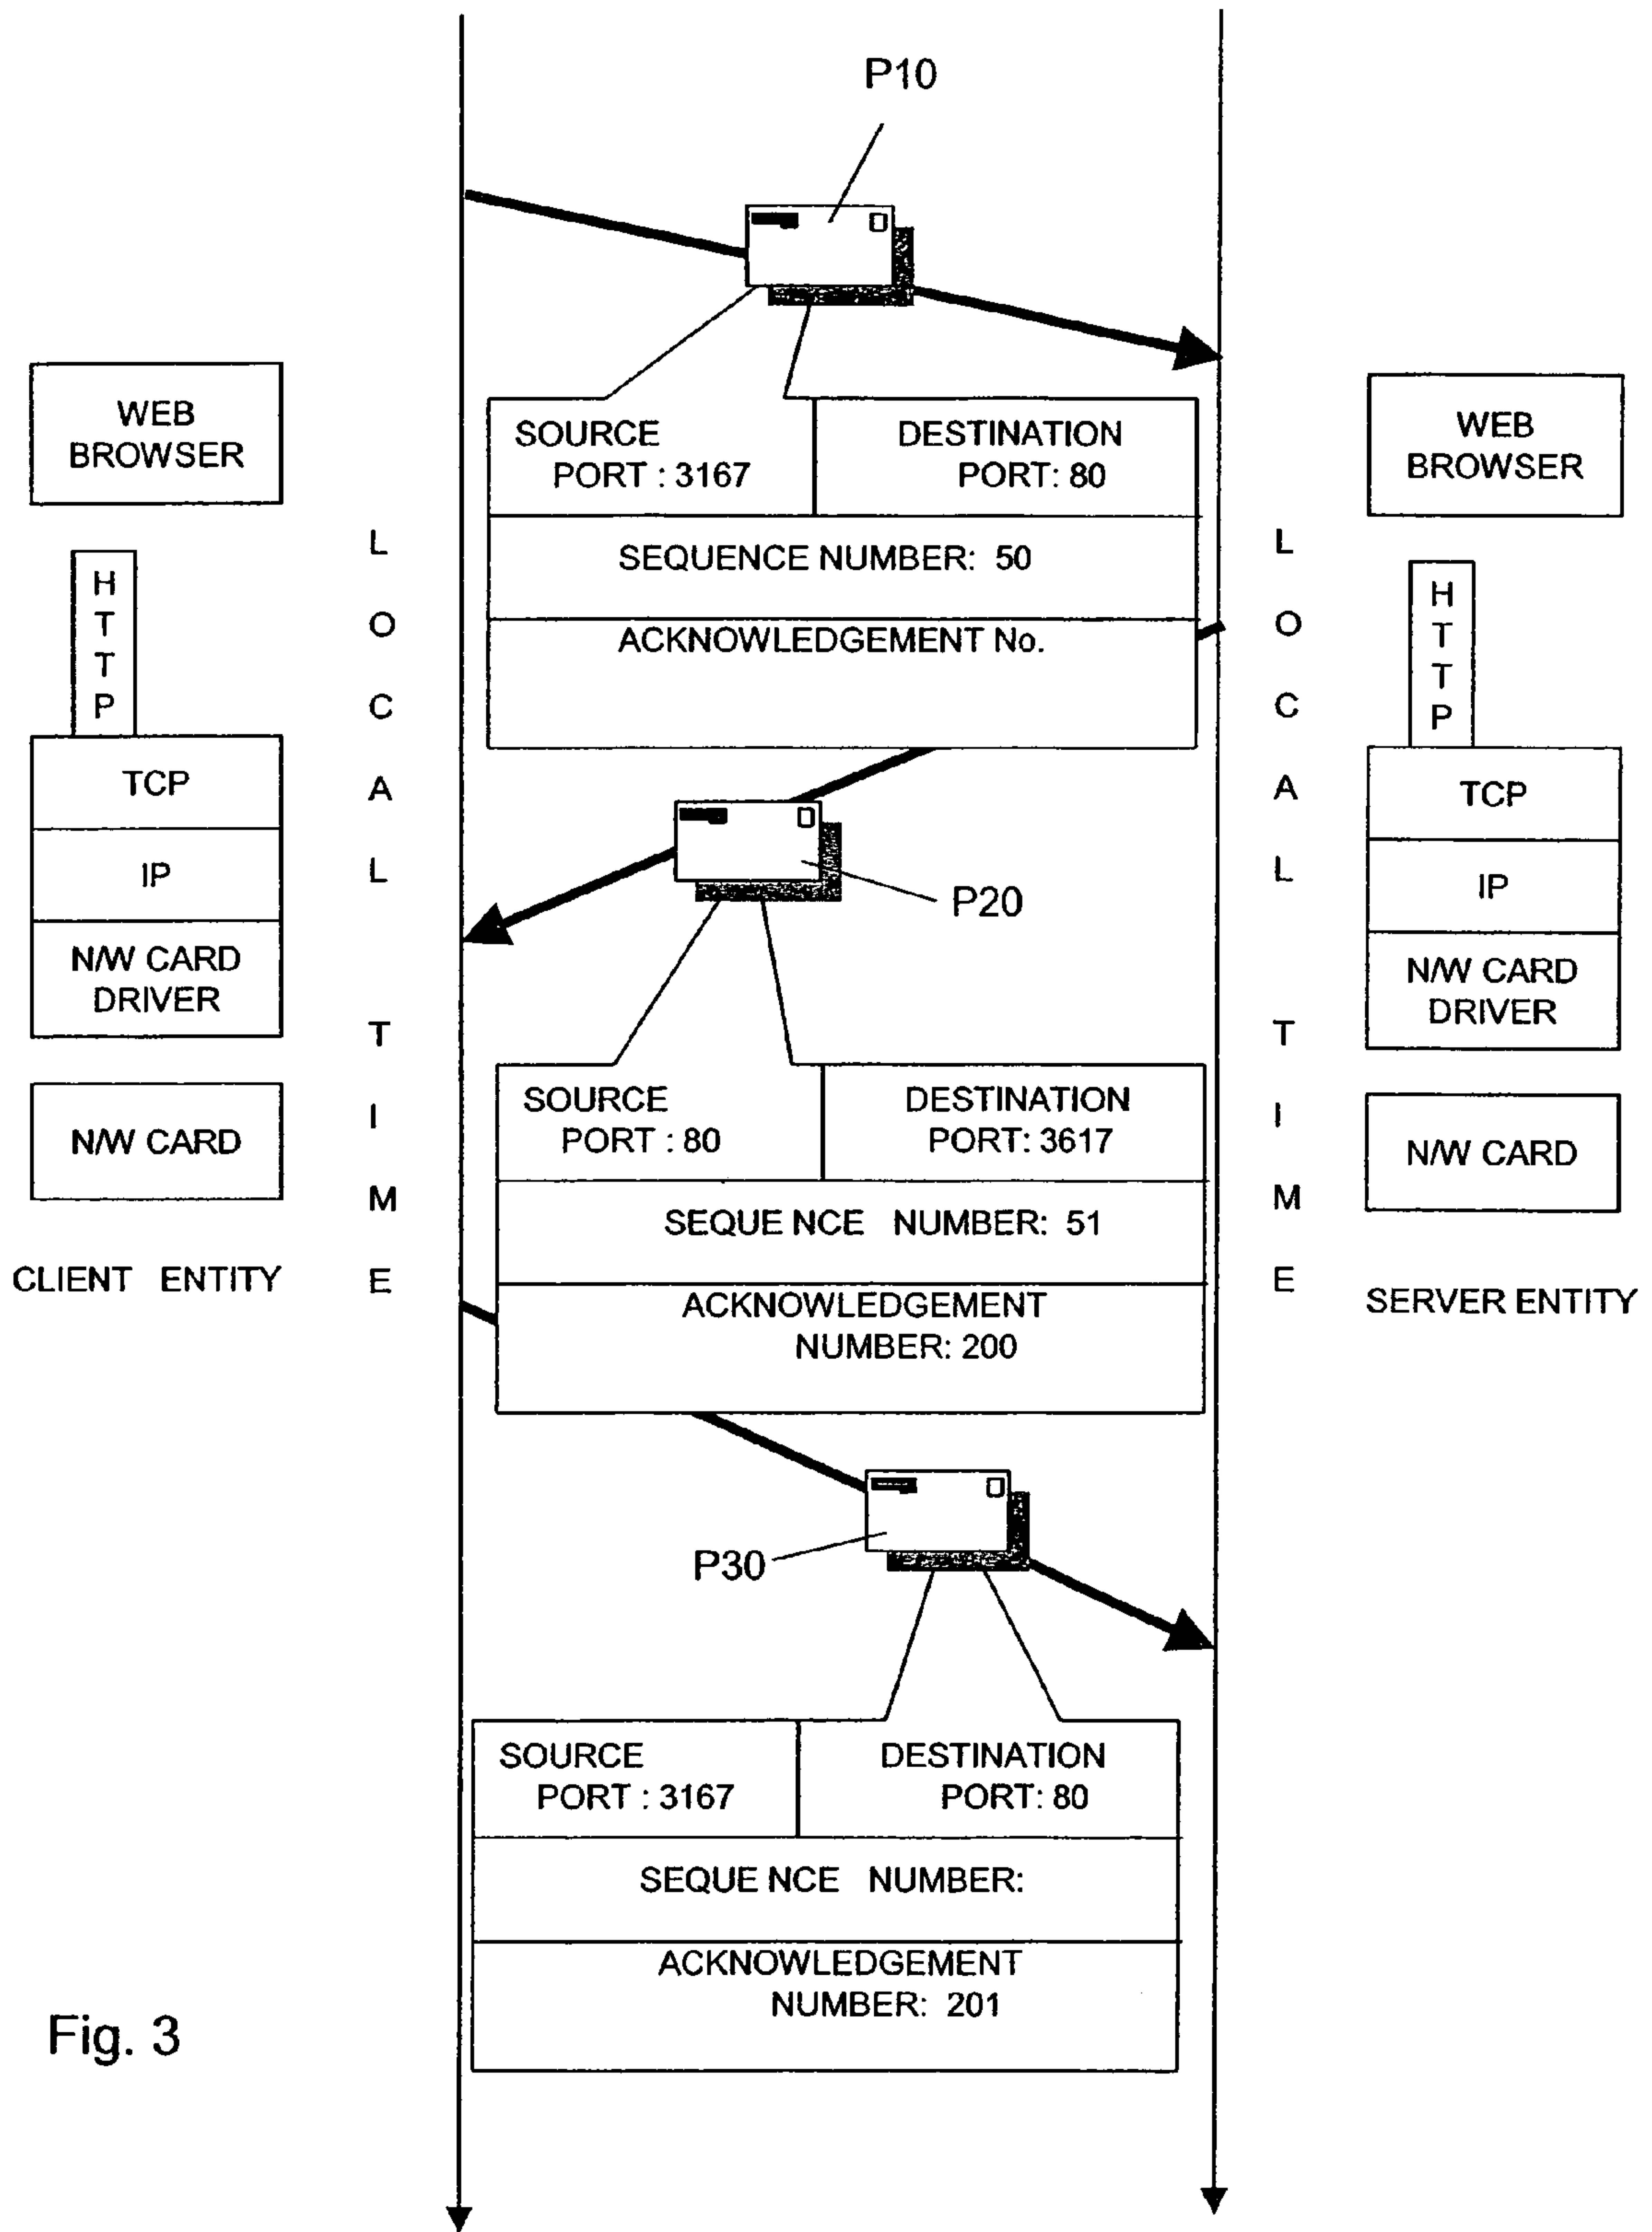 P10
WEB
BROWSER
H
T
T
P
TCP
IP
N/W CARD
DRIVER
N/W CARD
CLIENT ENTITY
L
O
C
A
L
T
I
M
E
SOURCE
PORT : 3167
DESTINATION
PORT: 80
SEQUENCE NUMBER: 50
ACKNOWLEDGEMENT No.
P20
SOURCE
PORT : 80
DESTINATION
PORT: 3617
SEQUE NCE NUMBER: 51
ACKNOWLEDGEMENT
NUMBER: 200
P30
SOURCE
PORT : 3167
DESTINATION
PORT: 80
SEQUE NCE NUMBER:
ACKNOWLEDGEMENT
NUMBER: 201
L
O
C
A
L
T
I
M
E
WEB
BROWSER
H
T
T
P
TCP
IP
N/W CARD
DRIVER
N/W CARD
SERVER ENTITY
Fig. 3